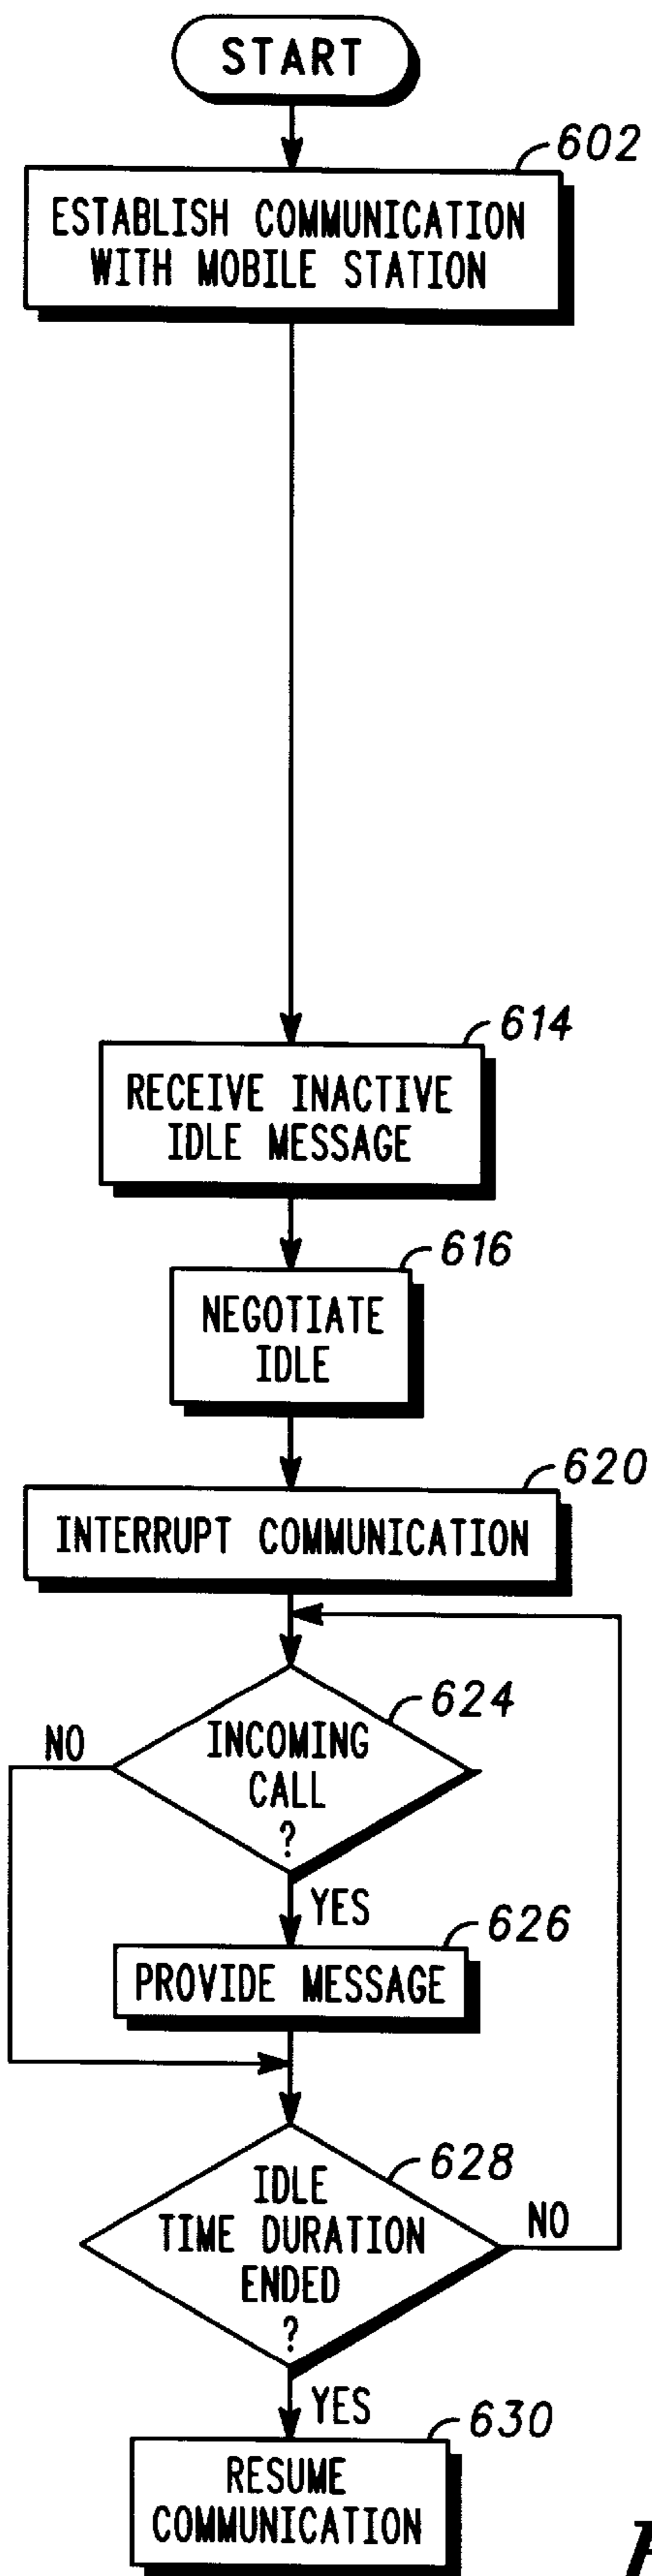 START
602
ESTABLISH COMMUNICATION
WITH MOBILE STATION
614
RECEIVE INACTIVE
IDLE MESSAGE
616
NEGOTIATE
IDLE
620
INTERRUPT COMMUNICATION
624
NO
INCOMING
CALL
?
YES
626
PROVIDE MESSAGE
628
IDLE
TIME DURATION
ENDED
?
NO
YES
630
RESUME
COMMUNICATION